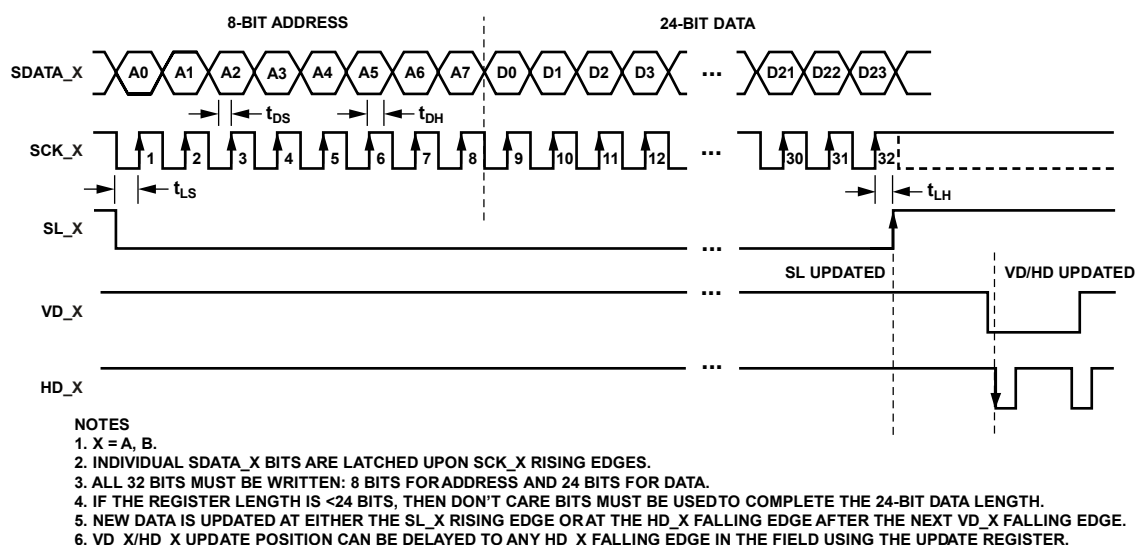 8-BIT ADDRESS 24-BIT DATA
SDATA_X A0 A1 A2 A3 A4 A5 A6 A7 D0 D1 D2 D3 ... D21 D22 D23
tDS tDH
SCK_X 1 2 3 4 5 6 7 8 9 10 11 12 ... 30 31 32
tLS tLH
SL_X
...
SL UPDATED VD/HD UPDATED
...
VD_X
...
HD_X
NOTES
1. X = A, B.
2. INDIVIDUAL SDATA_X BITS ARE LATCHED UPON SCK_X RISING EDGES.
3. ALL 32 BITS MUST BE WRITTEN: 8 BITS FOR ADDRESS AND 24 BITS FOR DATA.
4. IF THE REGISTER LENGTH IS <24 BITS, THEN DON'T CARE BITS MUST BE USED TO COMPLETE THE 24-BIT DATA LENGTH.
5. NEW DATA IS UPDATED AT EITHER THE SL_X RISING EDGE OR AT THE HD_X FALLING EDGE AFTER THE NEXT VD_X FALLING EDGE.
6. VD_X/HD_X UPDATE POSITION CAN BE DELAYED TO ANY HD_X FALLING EDGE IN THE FIELD USING THE UPDATE REGISTER.